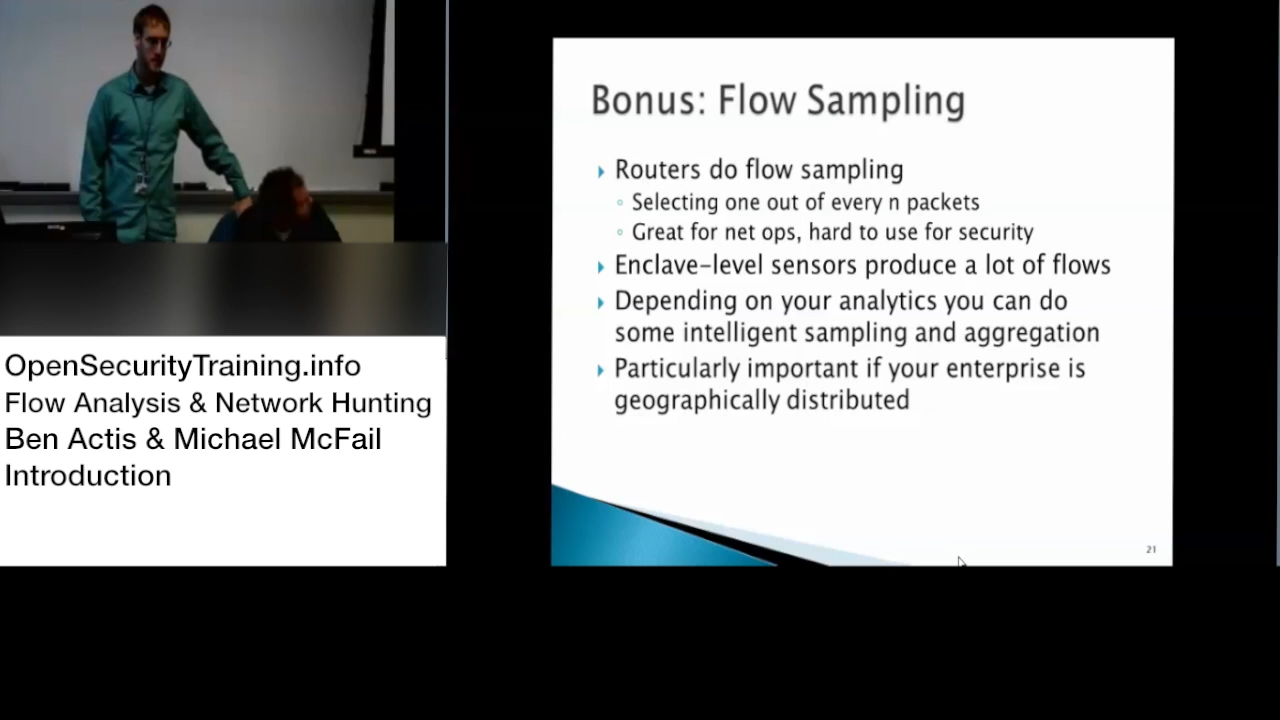 Bonus: Flow Sampling
Routers do flow sampling
Selecting one out of every n packets
Great for net ops, hard to use for security
Enclave-level sensors produce a lot of flows
Depending on your analytics you can do
some intelligent sampling and aggregation
Particularly important if your enterprise is
geographically distributed
21
OpenSecurityTraining.info
Flow Analysis & Network Hunting
Ben Actis & Michael McFail
Introduction